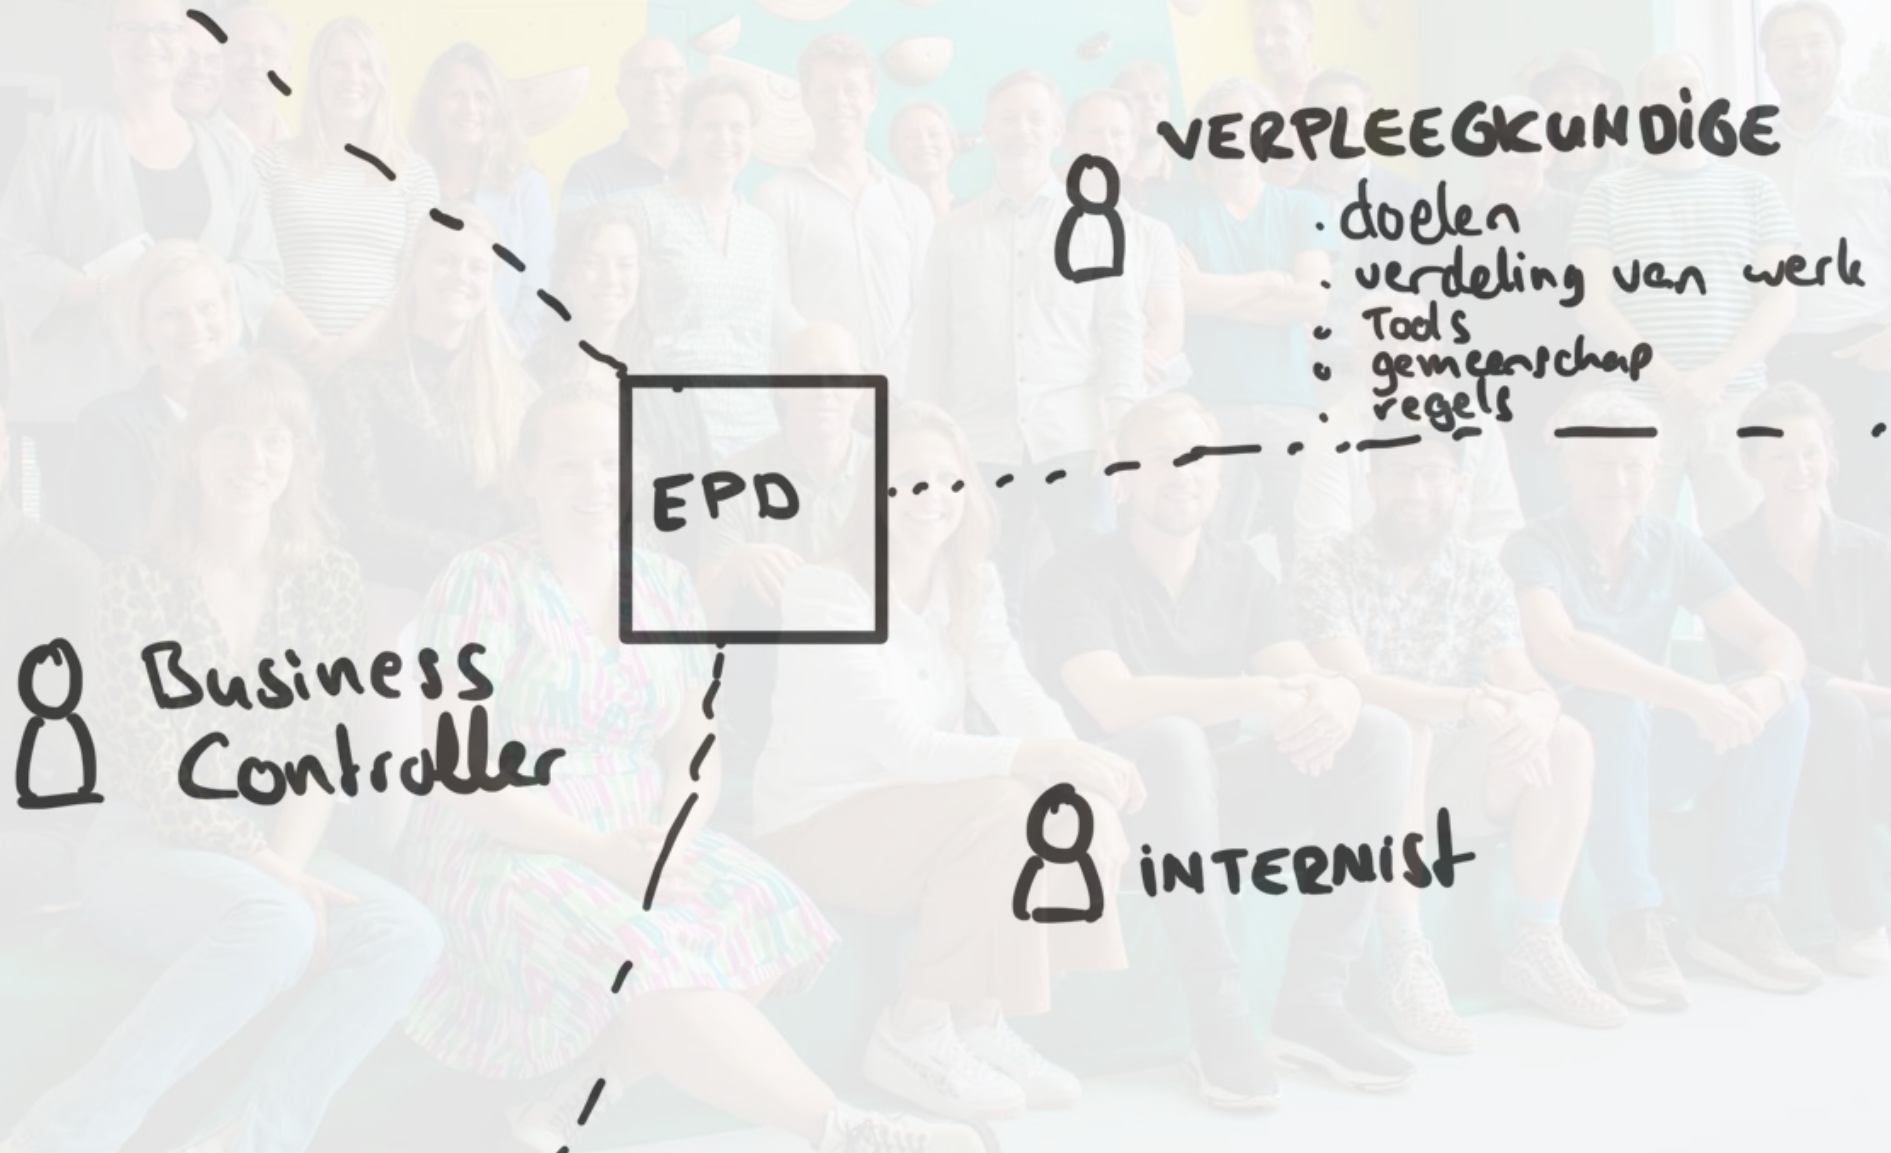 VERPLEEGKUNDIGE
. doelen
. verdeling van werk
• Tools
• gemeenschap
. regels
EPD
Business
Controller
iNTERNiSt